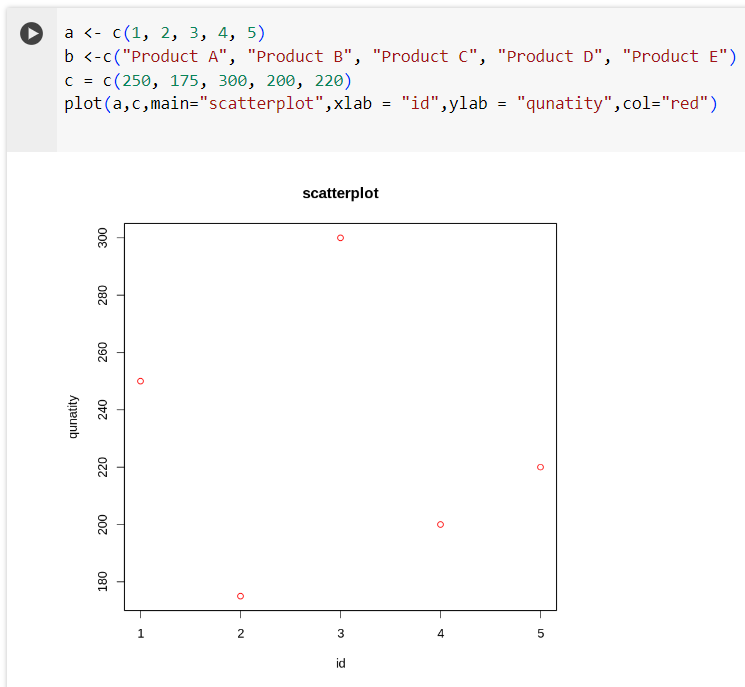 a <- c(1, 2, 3, 4, 5)
b <-c("Product A", "Product B", "Product C", "Product D", "Product E")
c = c(250, 175, 300, 200, 220)
plot(a,c,main="scatterplot",xlab = "id",ylab = "qunatity",col="red")
scatterplot
300
280
260
240
220
200
180
qunatity
1 2 3 4 5
id